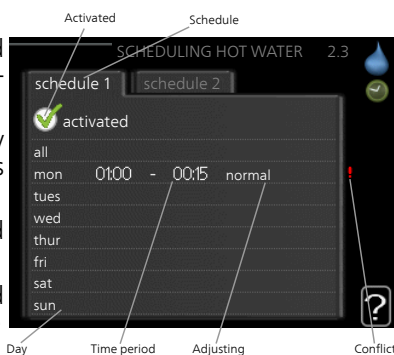 Activated Schedule
SCHEDULING HOT WATER 2.3
schedule 1 schedule 2
activated
all
mon 01:00 - 00:15 normal !
tues
wed
thur
fri
sat
sun
?
Day Time period Adjusting Conflict